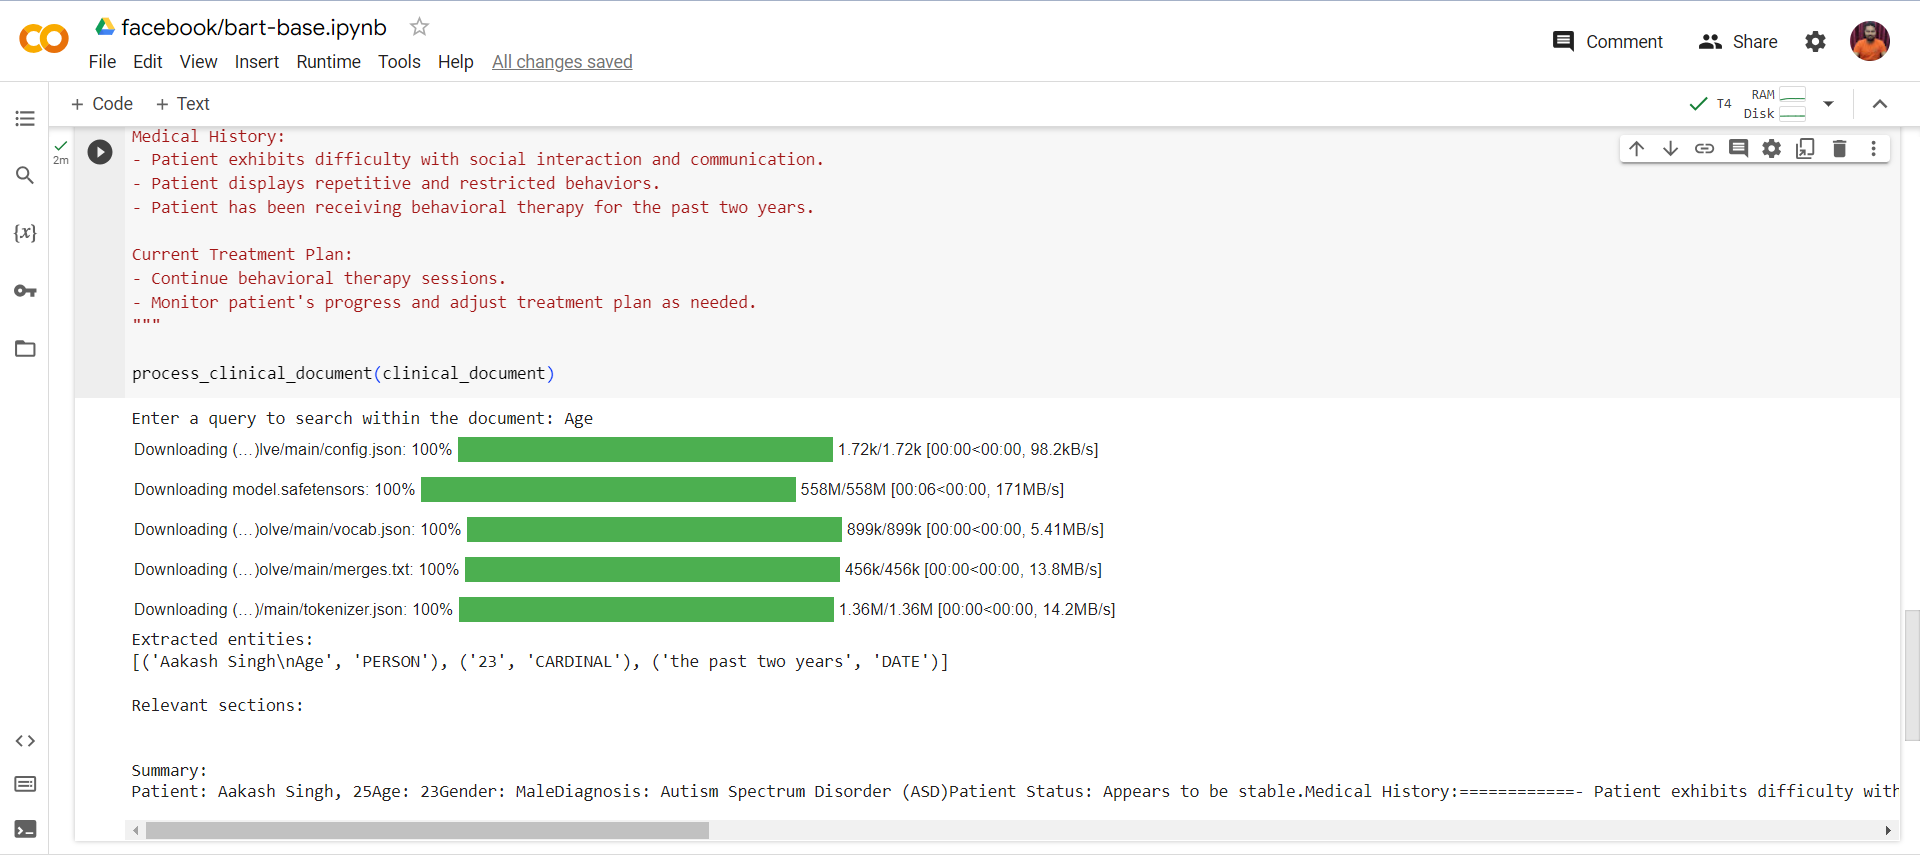 facebook/bart-base.ipynb
File Edit View Insert Runtime Tools Help All changes saved
Comment Share
+ Code + Text
T4 RAM Disk
2m
Medical History:
- Patient exhibits difficulty with social interaction and communication.
- Patient displays repetitive and restricted behaviors.
- Patient has been receiving behavioral therapy for the past two years.
Current Treatment Plan:
- Continue behavioral therapy sessions.
- Monitor patient's progress and adjust treatment plan as needed.
"""
process_clinical_document(clinical_document)
Enter a query to search within the document: Age
Downloading (…)lve/main/config.json: 100% 1.72k/1.72k [00:00<00:00, 98.2kB/s]
Downloading model.safetensors: 100% 558M/558M [00:06<00:00, 171MB/s]
Downloading (…)olve/main/vocab.json: 100% 899k/899k [00:00<00:00, 5.41MB/s]
Downloading (…)olve/main/merges.txt: 100% 456k/456k [00:00<00:00, 13.8MB/s]
Downloading (…)/main/tokenizer.json: 100% 1.36M/1.36M [00:00<00:00, 14.2MB/s]
Extracted entities:
[('Aakash Singh\nAge', 'PERSON'), ('23', 'CARDINAL'), ('the past two years', 'DATE')]
Relevant sections:
Summary:
Patient: Aakash Singh, 25Age: 23Gender: MaleDiagnosis: Autism Spectrum Disorder (ASD)Patient Status: Appears to be stable.Medical History:============- Patient exhibits difficulty with